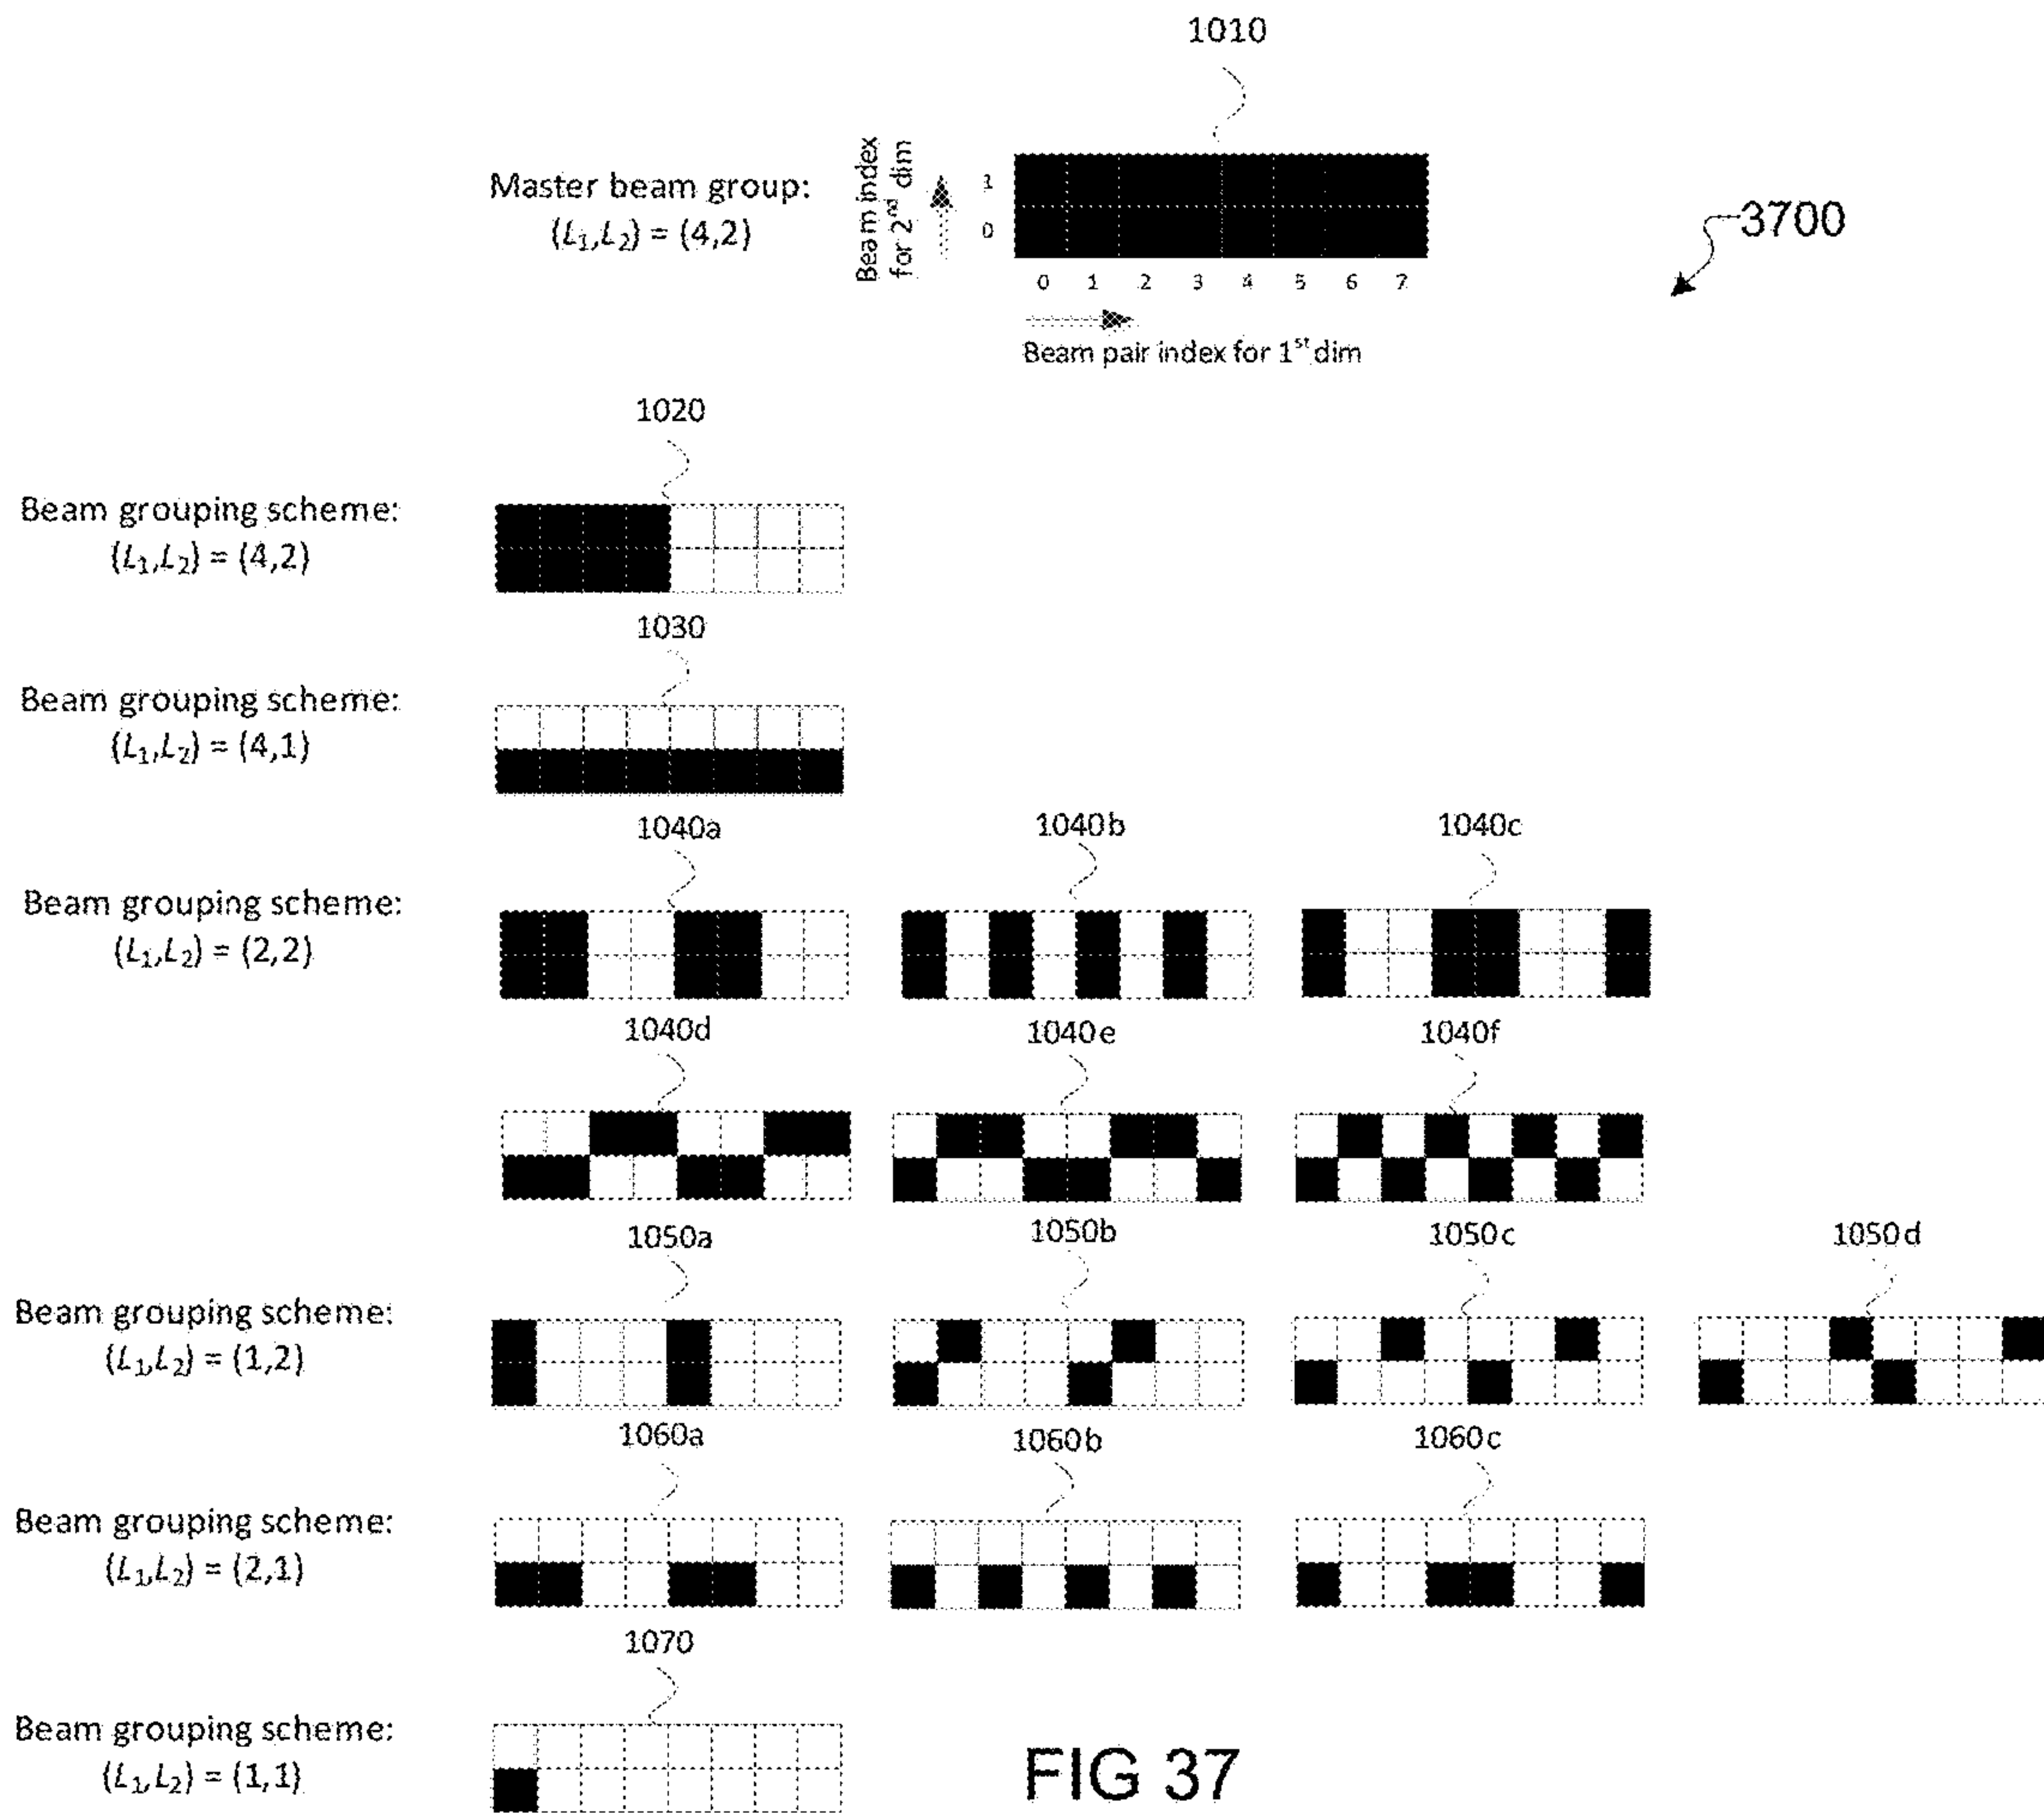 1010
Master beam group:
(L₁,L₂) = (4,2)
Beam index
for 2ⁿᵈ dim
1
0
0 1 2 3 4 5 6 7
Beam pair index for 1ˢᵗ dim
3700
1020
Beam grouping scheme:
(L₁,L₂) = (4,2)
1030
Beam grouping scheme:
(L₁,L₂) = (4,1)
1040a 1040b 1040c
Beam grouping scheme:
(L₁,L₂) = (2,2)
1040d 1040e 1040f
1050a 1050b 1050c 1050d
Beam grouping scheme:
(L₁,L₂) = (1,2)
1060a 1060b 1060c
Beam grouping scheme:
(L₁,L₂) = (2,1)
1070
Beam grouping scheme:
(L₁,L₂) = (1,1)
FIG 37